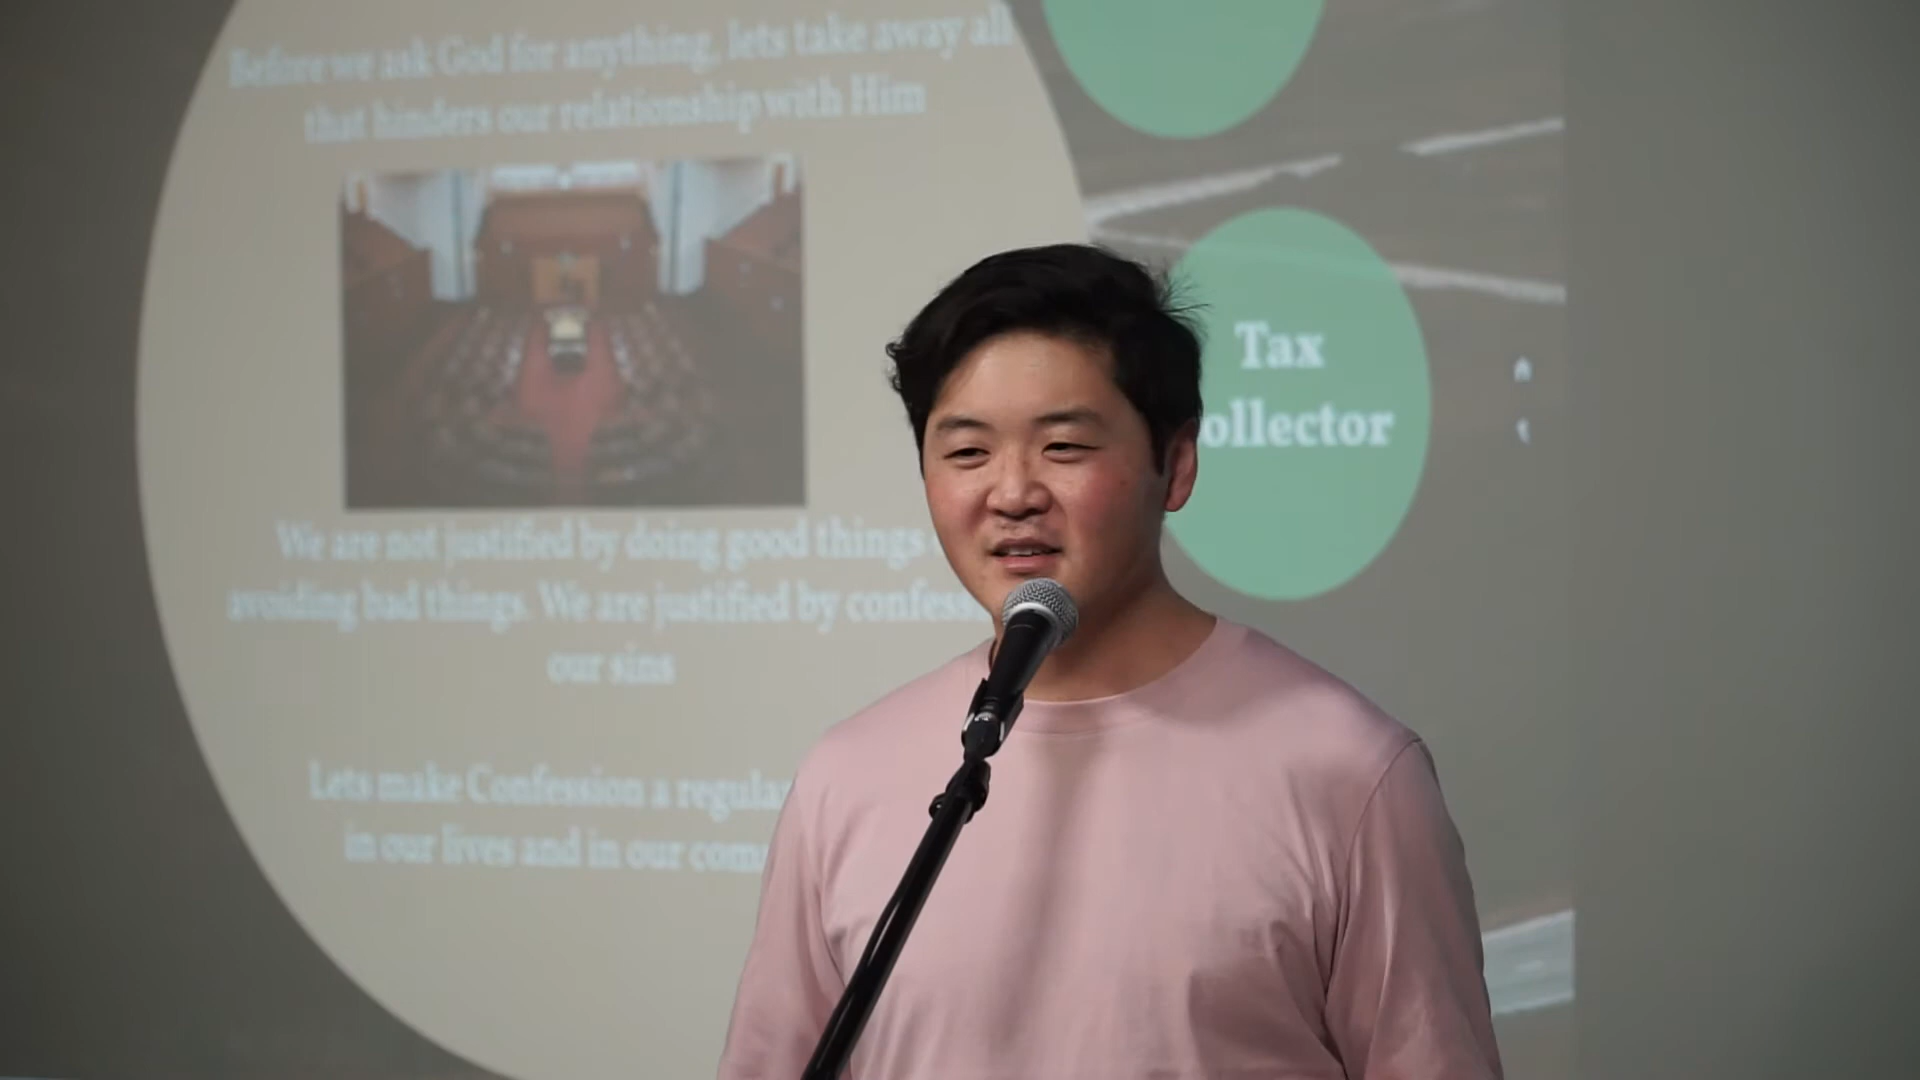 Before we ask God for anything, lets take away all
that hinders our relationship with Him
Tax
ollector
We are not justified by doing good things
avoiding bad things. We are justified by confess
our sins
Lets make Confession a regular
in our lives and in our com